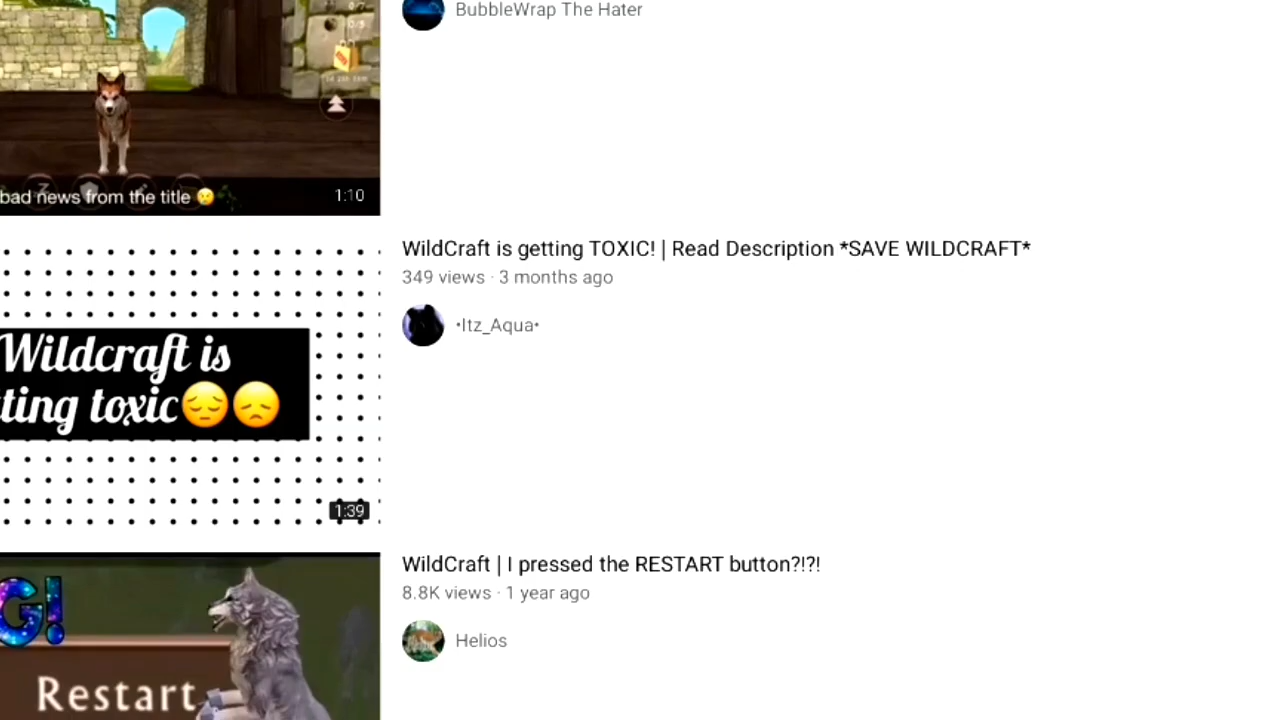 BubbleWrap The Hater
bad news from the title 🤨
1:10
WildCraft is getting TOXIC! | Read Description *SAVE WILDCRAFT*
349 views · 3 months ago
•Itz_Aqua•
Wildcraft is
ting toxic😔😞
1:39
WildCraft | I pressed the RESTART button?!?!
8.8K views · 1 year ago
Helios
G!
Restart